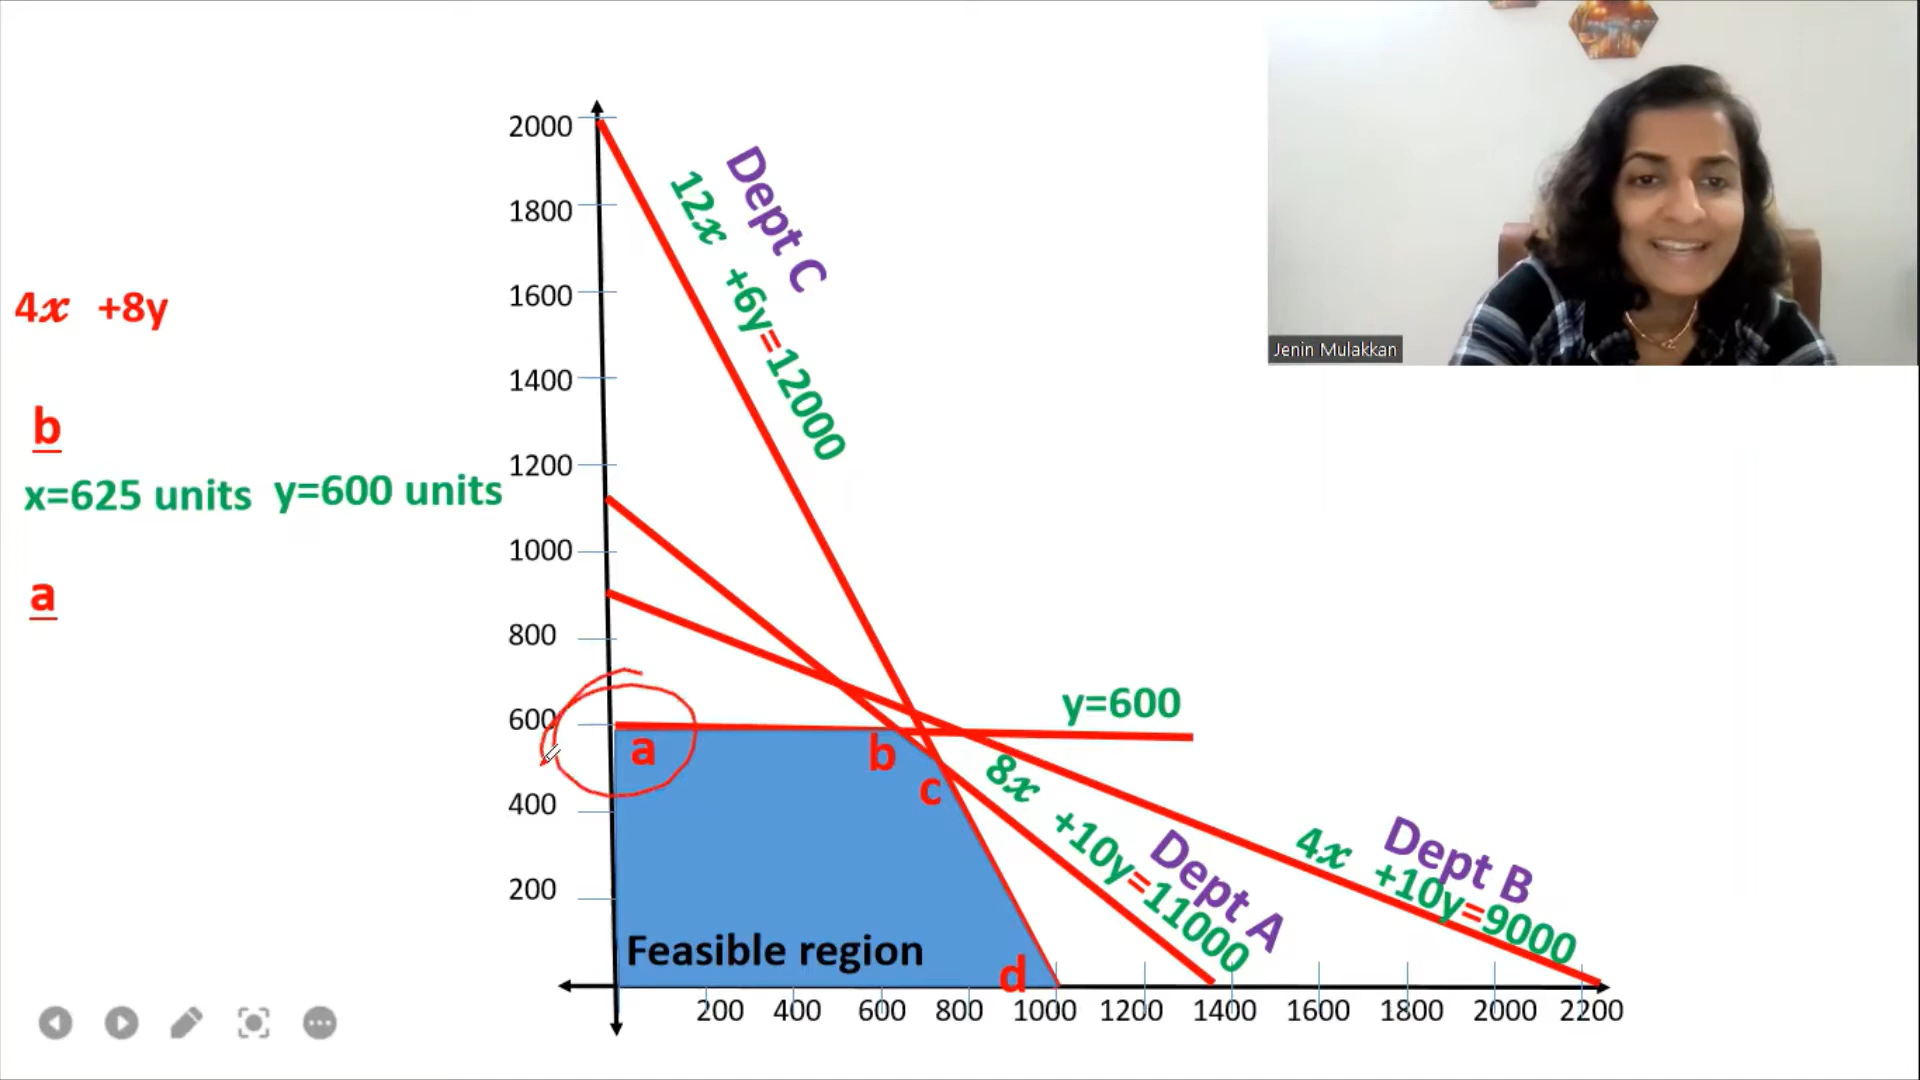 4x +8y
b
x=625 units y=600 units
a
2000
1800
1600
1400
1200
1000
800
600
400
200
Dept C
12x +6y=12000
y=600
a
b
c
d
8x +10y=11000
Dept A
4x +10y=9000
Dept B
Feasible region
200 400 600 800 1000 1200 1400 1600 1800 2000 2200
Jenin Mulakkan